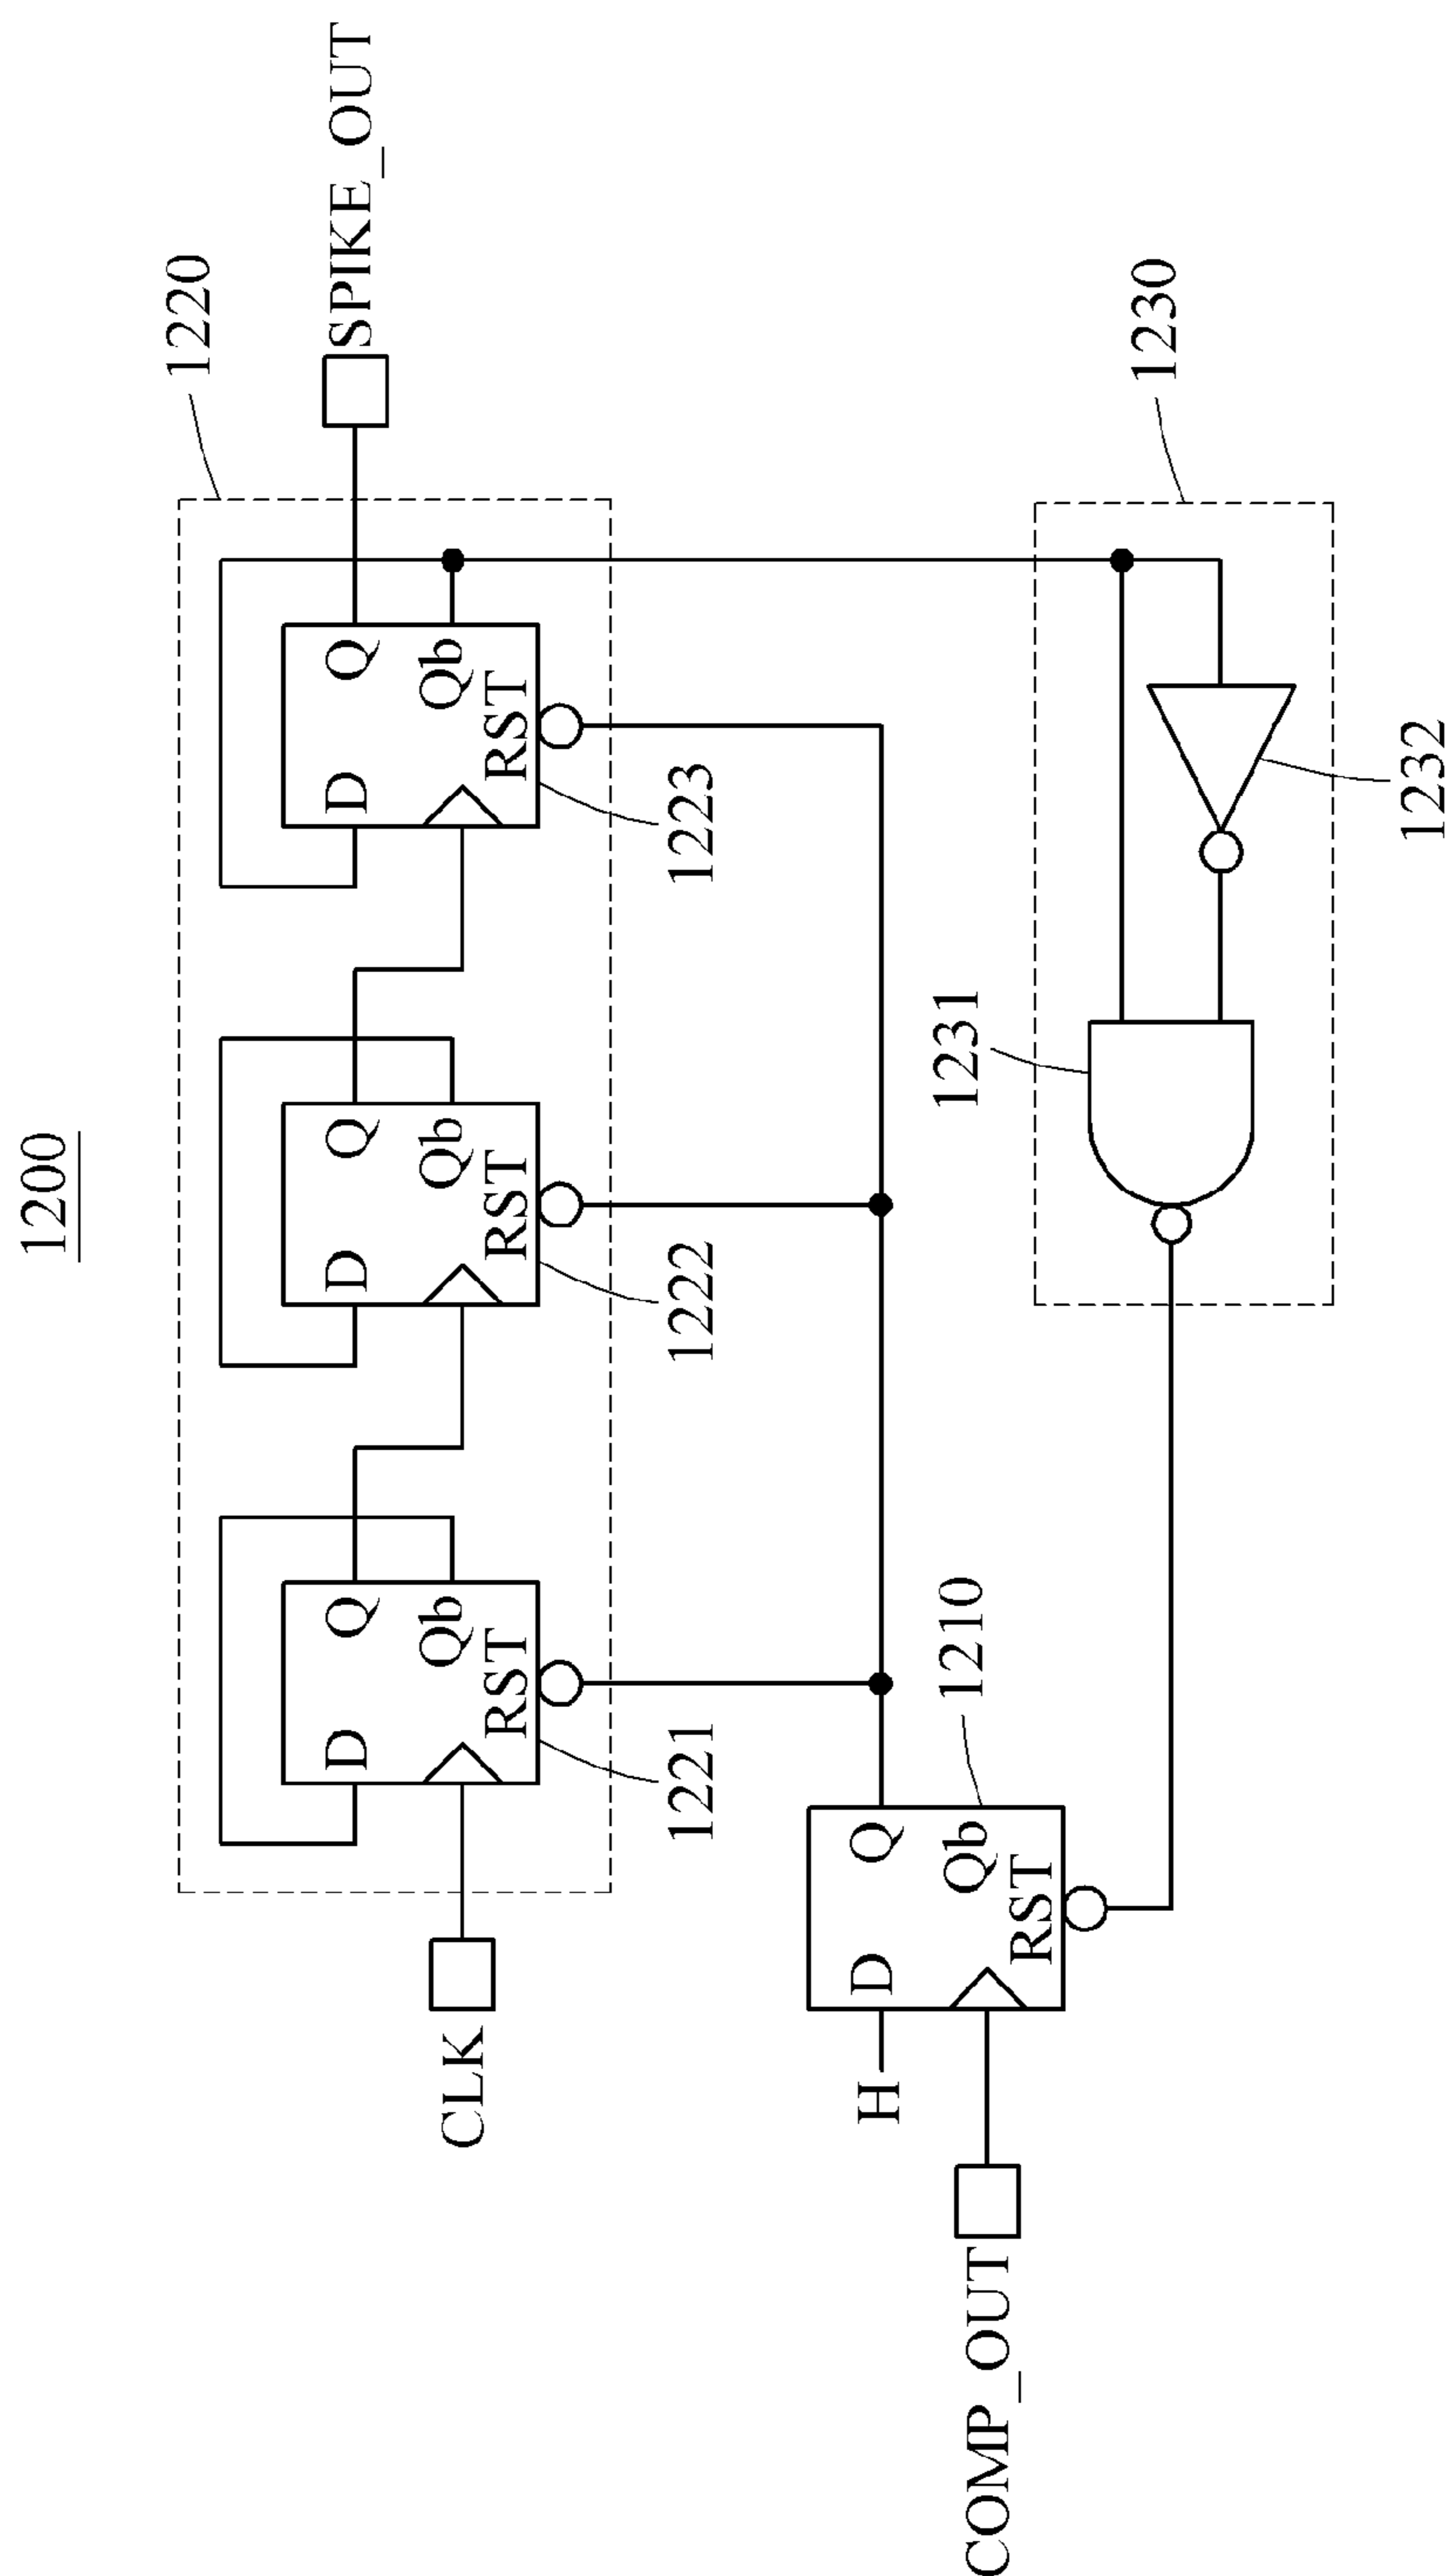 1200
1220
SPIKE_OUT
D
Q
Qb
RST
D
Q
Qb
RST
D
Q
Qb
RST
CLK
1221
1222
1223
H
D
Q
Qb
RST
1210
COMP_OUT
1231
1230
1232